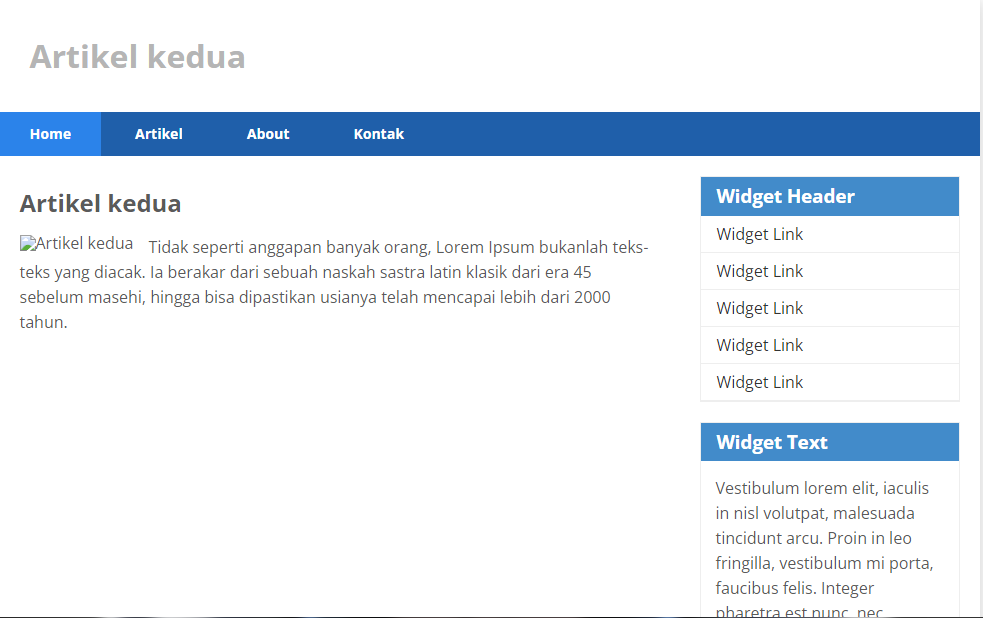 Artikel kedua
Home Artikel About Kontak
Artikel kedua
Artikel kedua Tidak seperti anggapan banyak orang, Lorem Ipsum bukanlah teks-
teks yang diacak. Ia berakar dari sebuah naskah sastra latin klasik dari era 45
sebelum masehi, hingga bisa dipastikan usianya telah mencapai lebih dari 2000
tahun.
Widget Header
Widget Link
Widget Link
Widget Link
Widget Link
Widget Link
Widget Text
Vestibulum lorem elit, iaculis
in nisl volutpat, malesuada
tincidunt arcu. Proin in leo
fringilla, vestibulum mi porta,
faucibus felis. Integer
pharetra est nunc, nec